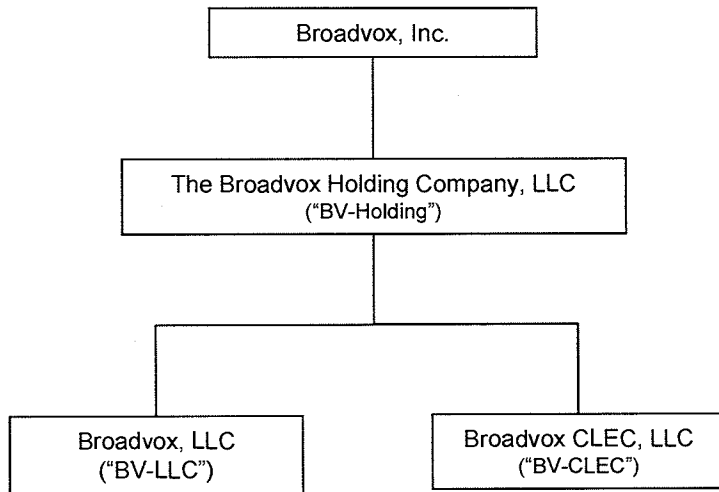 Broadvox, Inc.
The Broadvox Holding Company, LLC
("BV-Holding")
Broadvox, LLC
("BV-LLC")
Broadvox CLEC, LLC
("BV-CLEC")